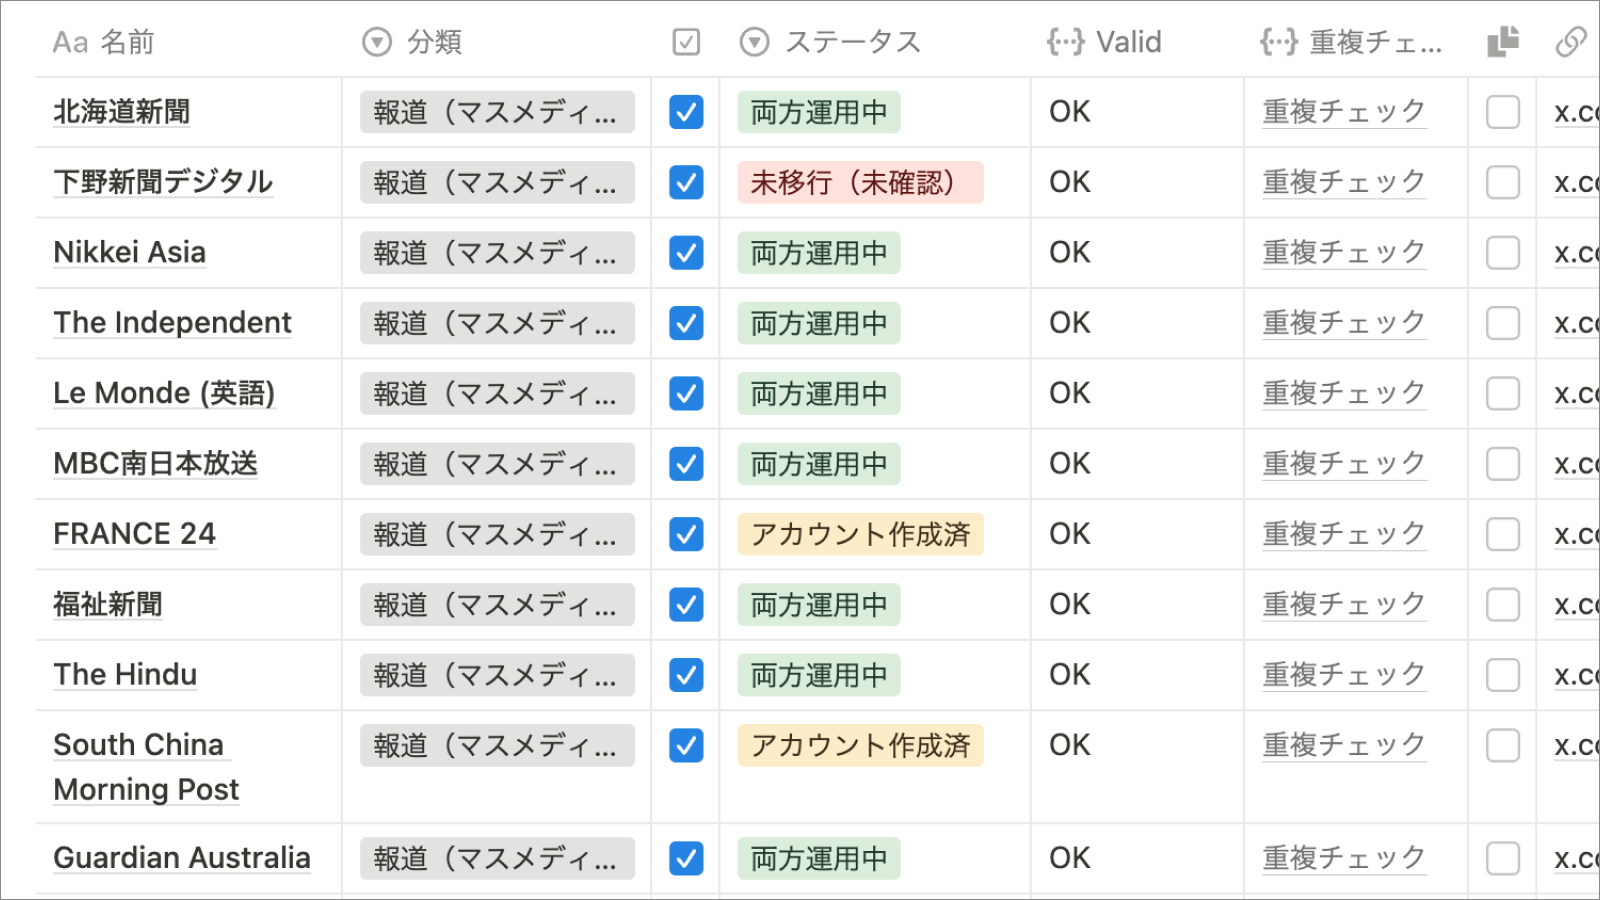 Aa 名前 分類 ステータス Valid 重複チェ...
北海道新聞 報道（マスメディ... 両方運用中 OK 重複チェック x.co
下野新聞デジタル 報道（マスメディ... 未移行（未確認） OK 重複チェック x.co
Nikkei Asia 報道（マスメディ... 両方運用中 OK 重複チェック x.co
The Independent 報道（マスメディ... 両方運用中 OK 重複チェック x.co
Le Monde (英語) 報道（マスメディ... 両方運用中 OK 重複チェック x.co
MBC南日本放送 報道（マスメディ... 両方運用中 OK 重複チェック x.co
FRANCE 24 報道（マスメディ... アカウント作成済 OK 重複チェック x.co
福祉新聞 報道（マスメディ... 両方運用中 OK 重複チェック x.co
The Hindu 報道（マスメディ... 両方運用中 OK 重複チェック x.co
South China 報道（マスメディ... アカウント作成済 OK 重複チェック x.co
Morning Post
Guardian Australia 報道（マスメディ... 両方運用中 OK 重複チェック x.co